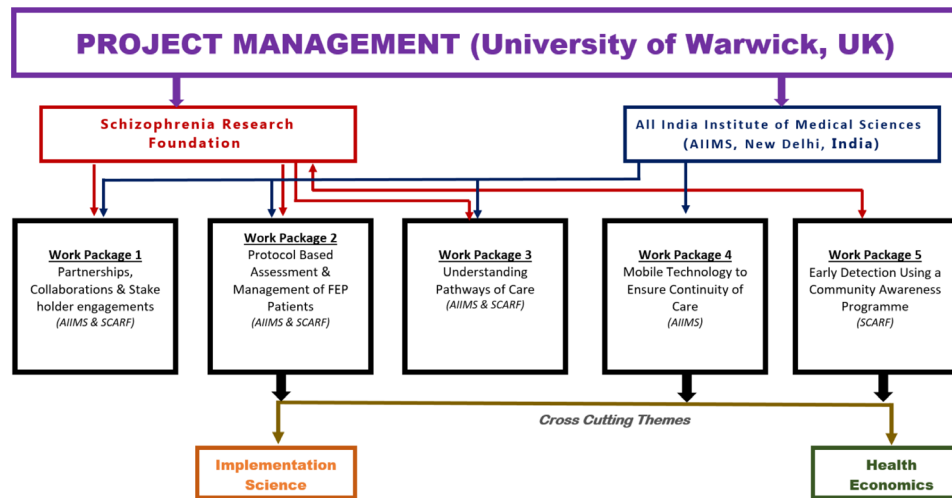 PROJECT MANAGEMENT (University of Warwick, UK)
Schizophrenia Research
Foundation
All India Institute of Medical Sciences
(AIIMS, New Delhi, India)
Work Package 1
Partnerships,
Collaborations & Stake
holder engagements
(AIIMS & SCARF)
Work Package 2
Protocol Based
Assessment &
Management of FEP
Patients
(AIIMS & SCARF)
Work Package 3
Understanding
Pathways of Care
(AIIMS & SCARF)
Work Package 4
Mobile Technology to
Ensure Continuity of
Care
(AIIMS)
Work Package 5
Early Detection Using a
Community Awareness
Programme
(SCARF)
Cross Cutting Themes
Implementation
Science
Health
Economics